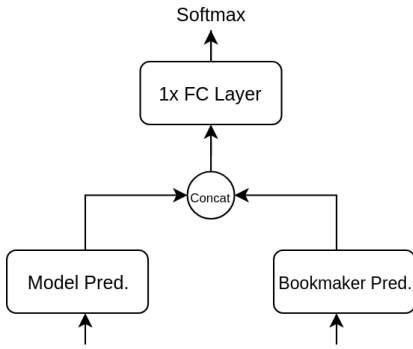 Softmax
1x FC Layer
Concat
Model Pred.
Bookmaker Pred.